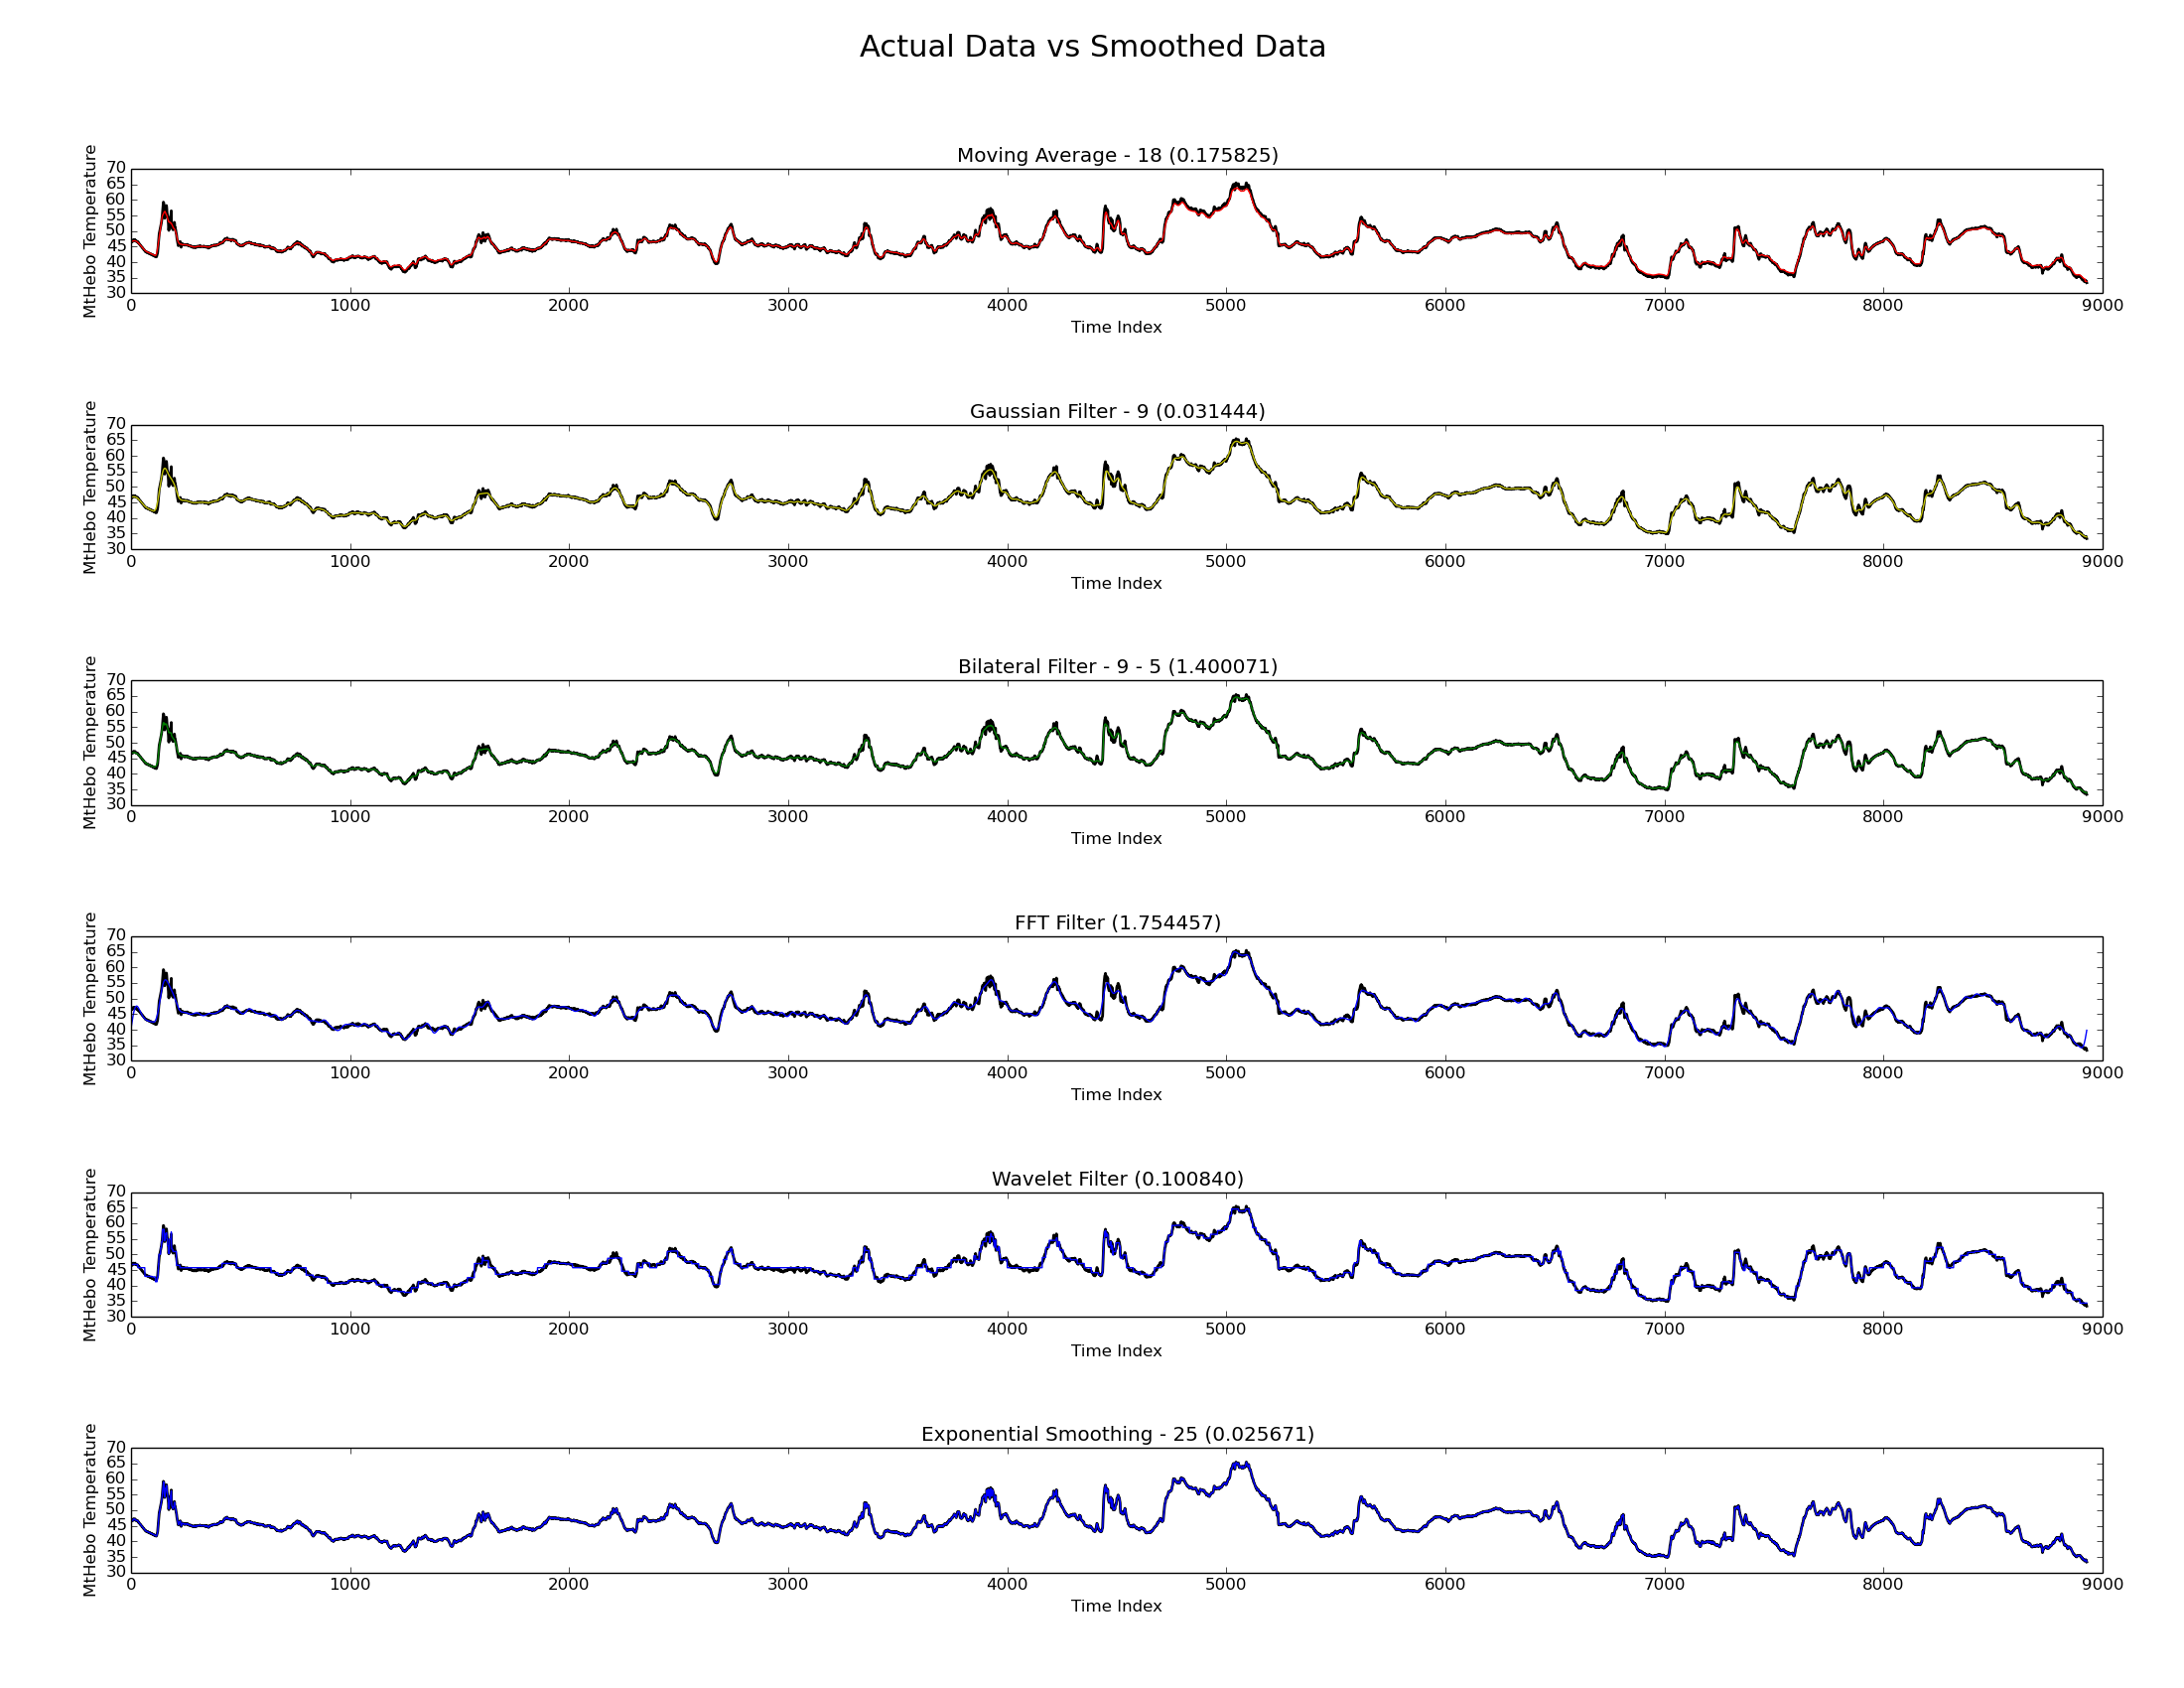 Actual Data vs Smoothed Data
Moving Average - 18 (0.175825)
MtHebo Temperature
70
65
60
55
50
45
40
35
30
0 1000 2000 3000 4000 5000 6000 7000 8000 9000
Time Index
Gaussian Filter - 9 (0.031444)
MtHebo Temperature
70
65
60
55
50
45
40
35
30
0 1000 2000 3000 4000 5000 6000 7000 8000 9000
Time Index
Bilateral Filter - 9 - 5 (1.400071)
MtHebo Temperature
70
65
60
55
50
45
40
35
30
0 1000 2000 3000 4000 5000 6000 7000 8000 9000
Time Index
FFT Filter (1.754457)
MtHebo Temperature
70
65
60
55
50
45
40
35
30
0 1000 2000 3000 4000 5000 6000 7000 8000 9000
Time Index
Wavelet Filter (0.100840)
MtHebo Temperature
70
65
60
55
50
45
40
35
30
0 1000 2000 3000 4000 5000 6000 7000 8000 9000
Time Index
Exponential Smoothing - 25 (0.025671)
MtHebo Temperature
70
65
60
55
50
45
40
35
30
0 1000 2000 3000 4000 5000 6000 7000 8000 9000
Time Index